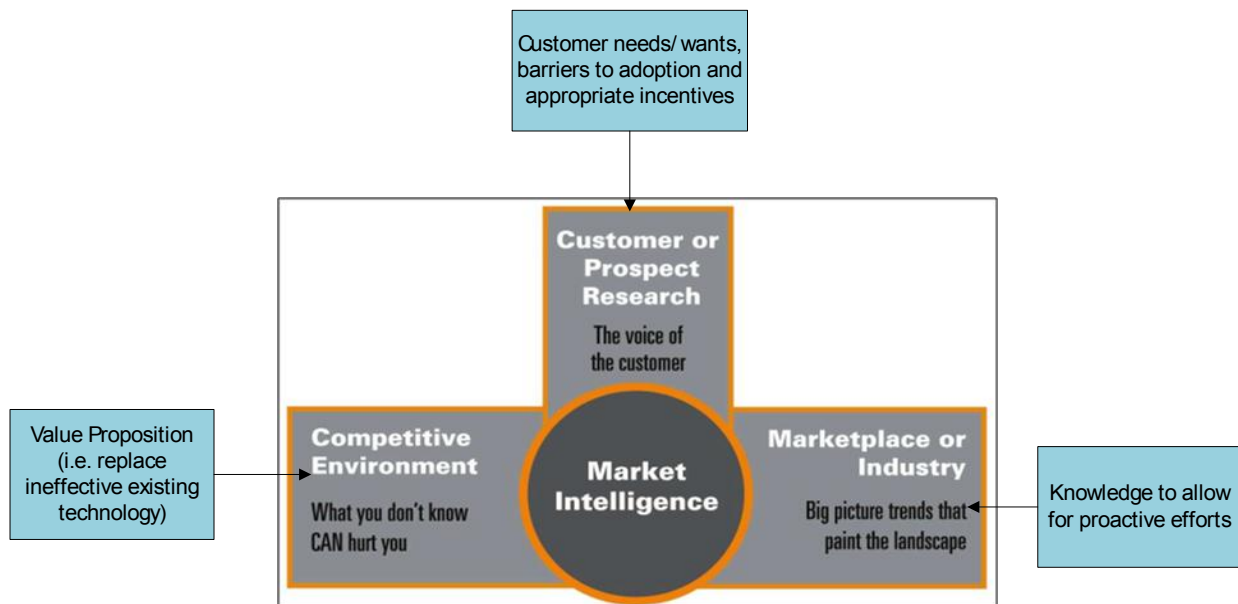 Customer needs/ wants,
barriers to adoption and
appropriate incentives
Customer or
Prospect
Research
The voice of
the customer
Value Proposition
(i.e. replace
ineffective existing
technology)
Competitive
Environment
What you don't know
CAN hurt you
Market
Intelligence
Marketplace or
Industry
Big picture trends that
paint the landscape
Knowledge to allow
for proactive efforts